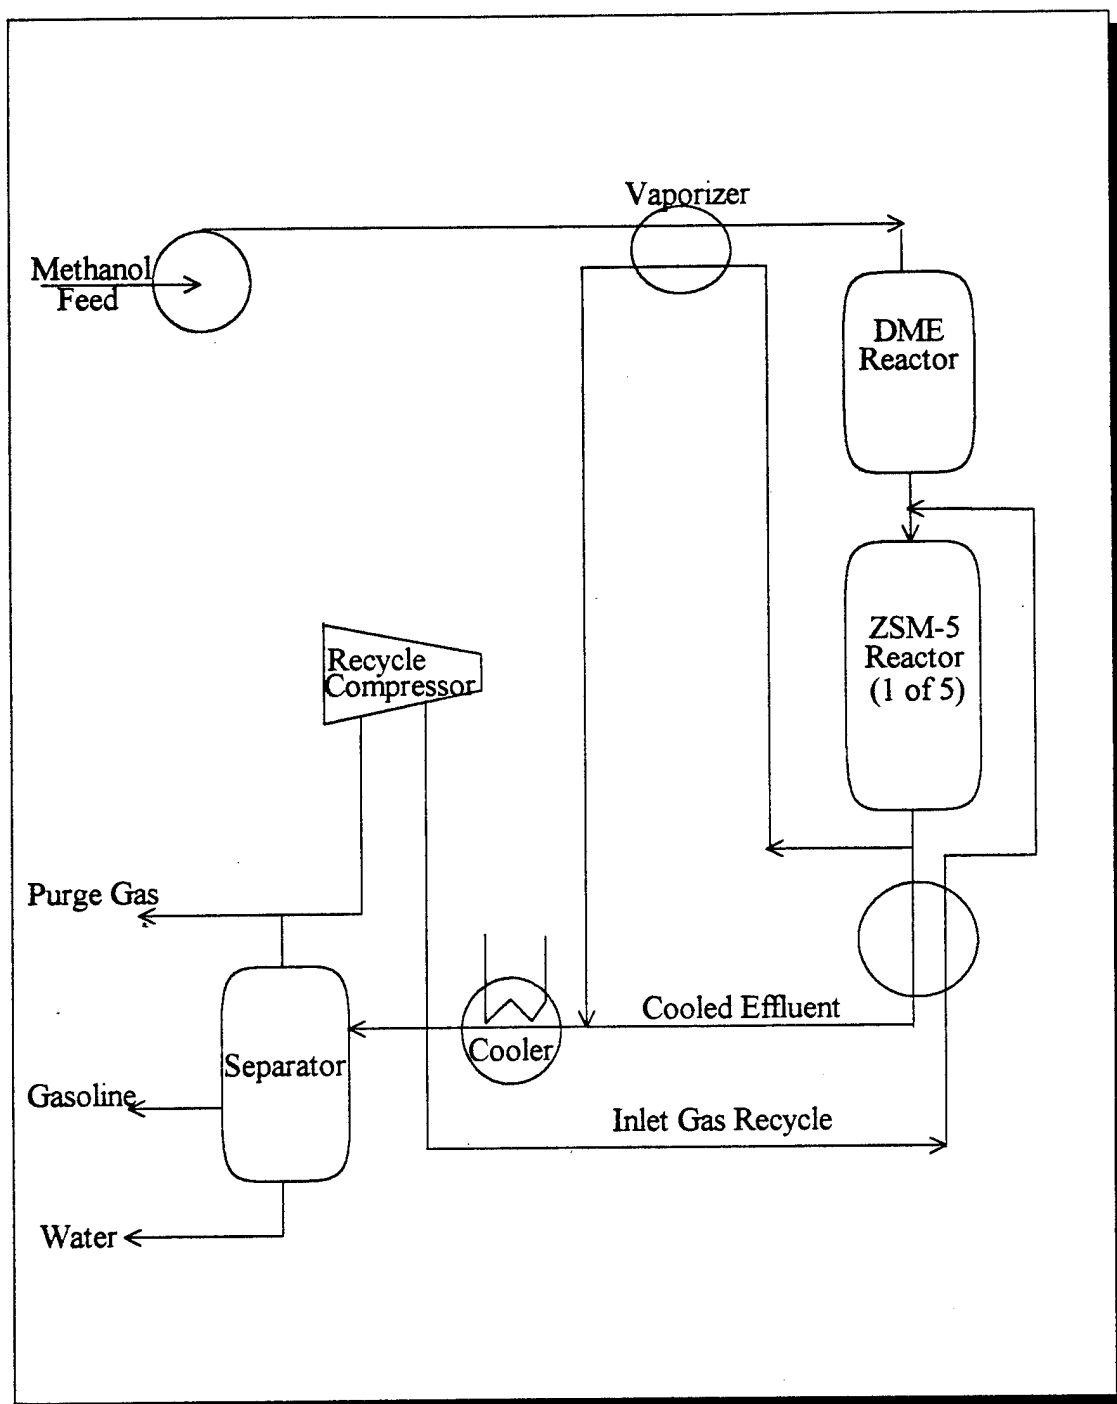 Vaporizer
Methanol
Feed
DME
Reactor
ZSM-5
Reactor
(1 of 5)
Recycle
Compressor
Purge Gas
Cooled Effluent
Cooler
Separator
Gasoline
Inlet Gas Recycle
Water